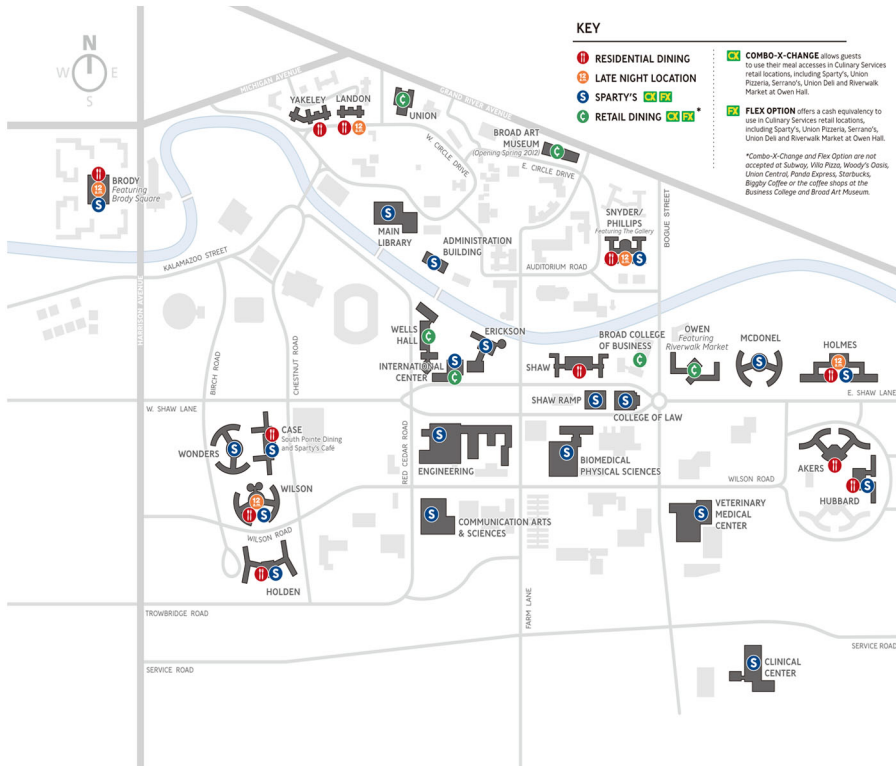 KEY
RESIDENTIAL DINING
LATE NIGHT LOCATION
SPARTY'S CX FX
RETAIL DINING CX FX *
CX COMBO-X-CHANGE allows guests
to use their meal accesses in Culinary Services
retail locations, including Sparty's, Union
Pizzeria, Serrano's, Union Deli and Riverwalk
Market at Owen Hall.
FX FLEX OPTION offers a cash equivalency to
use in Culinary Services retail locations,
including Sparty's, Union Pizzeria, Serrano's,
Union Deli and Riverwalk Market at Owen Hall.
*Combo-X-Change and Flex Option are not
accepted at Subway, Villa Pizza, Woody's Oasis,
Union Central, Panda Express, Starbucks,
Bigby Coffee or the coffee shops at the
Business College and Broad Art Museum.
N
W
E
S
MICHIGAN AVENUE
GRAND RIVER AVENUE
YAKELEY
LANDON
UNION
W. CIRCLE DRIVE
BROAD ART
MUSEUM
(Opening Spring 2012)
E. CIRCLE DRIVE
BRODY
Featuring
Brody Square
MAIN
LIBRARY
ADMINISTRATION
BUILDING
SNYDER/
PHILLIPS
Featuring The Gallery
BOGUE STREET
KALAMAZOO STREET
AUDITORIUM ROAD
HARRISON AVENUE
BIRCH ROAD
CHESTNUT ROAD
WELLS
HALL
ERICKSON
INTERNATIONAL
CENTER
SHAW
BROAD COLLEGE
OF BUSINESS
OWEN
Featuring
Riverwalk Market
MCDONEL
HOLMES
E. SHAW LANE
W. SHAW LANE
SHAW RAMP
COLLEGE OF LAW
CASE
South Pointe Dining
and Sparty's Café
WONDERS
RED CEDAR ROAD
ENGINEERING
BIOMEDICAL
PHYSICAL SCIENCES
AKERS
HUBBARD
WILSON ROAD
WILSON
WILSON ROAD
COMMUNICATION ARTS
& SCIENCES
VETERINARY
MEDICAL
CENTER
HOLDEN
FARM LANE
TROWBRIDGE ROAD
SERVICE ROAD
SERVICE ROAD
CLINICAL
CENTER